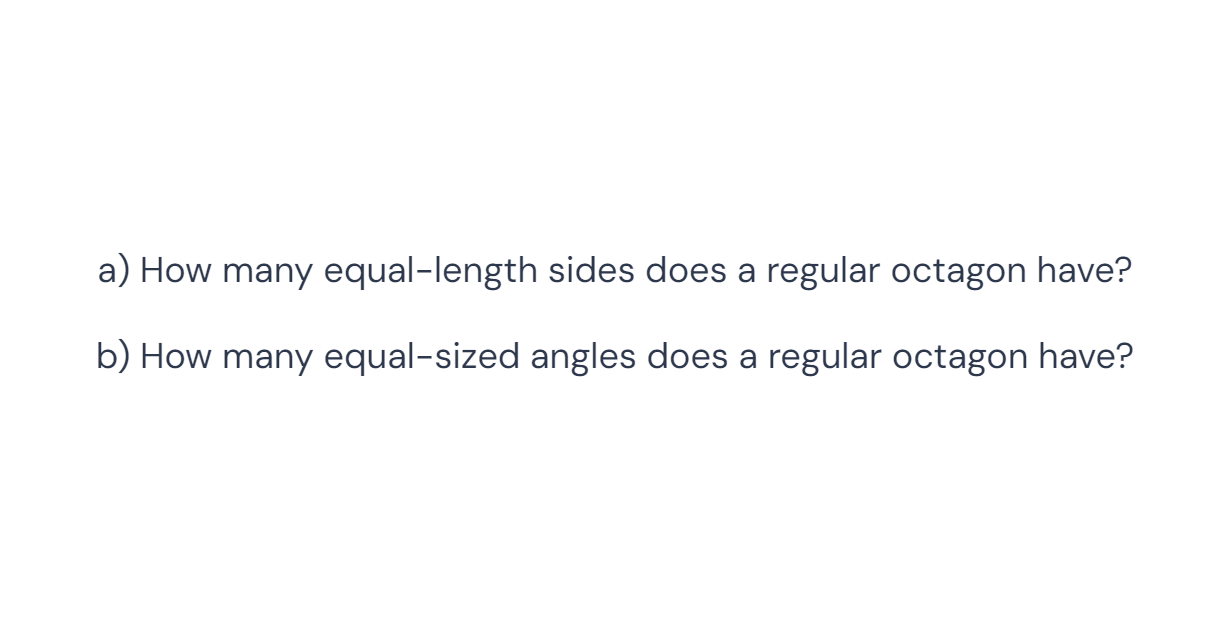 a) How many equal-length sides does a regular octagon have?
b) How many equal-sized angles does a regular octagon have?